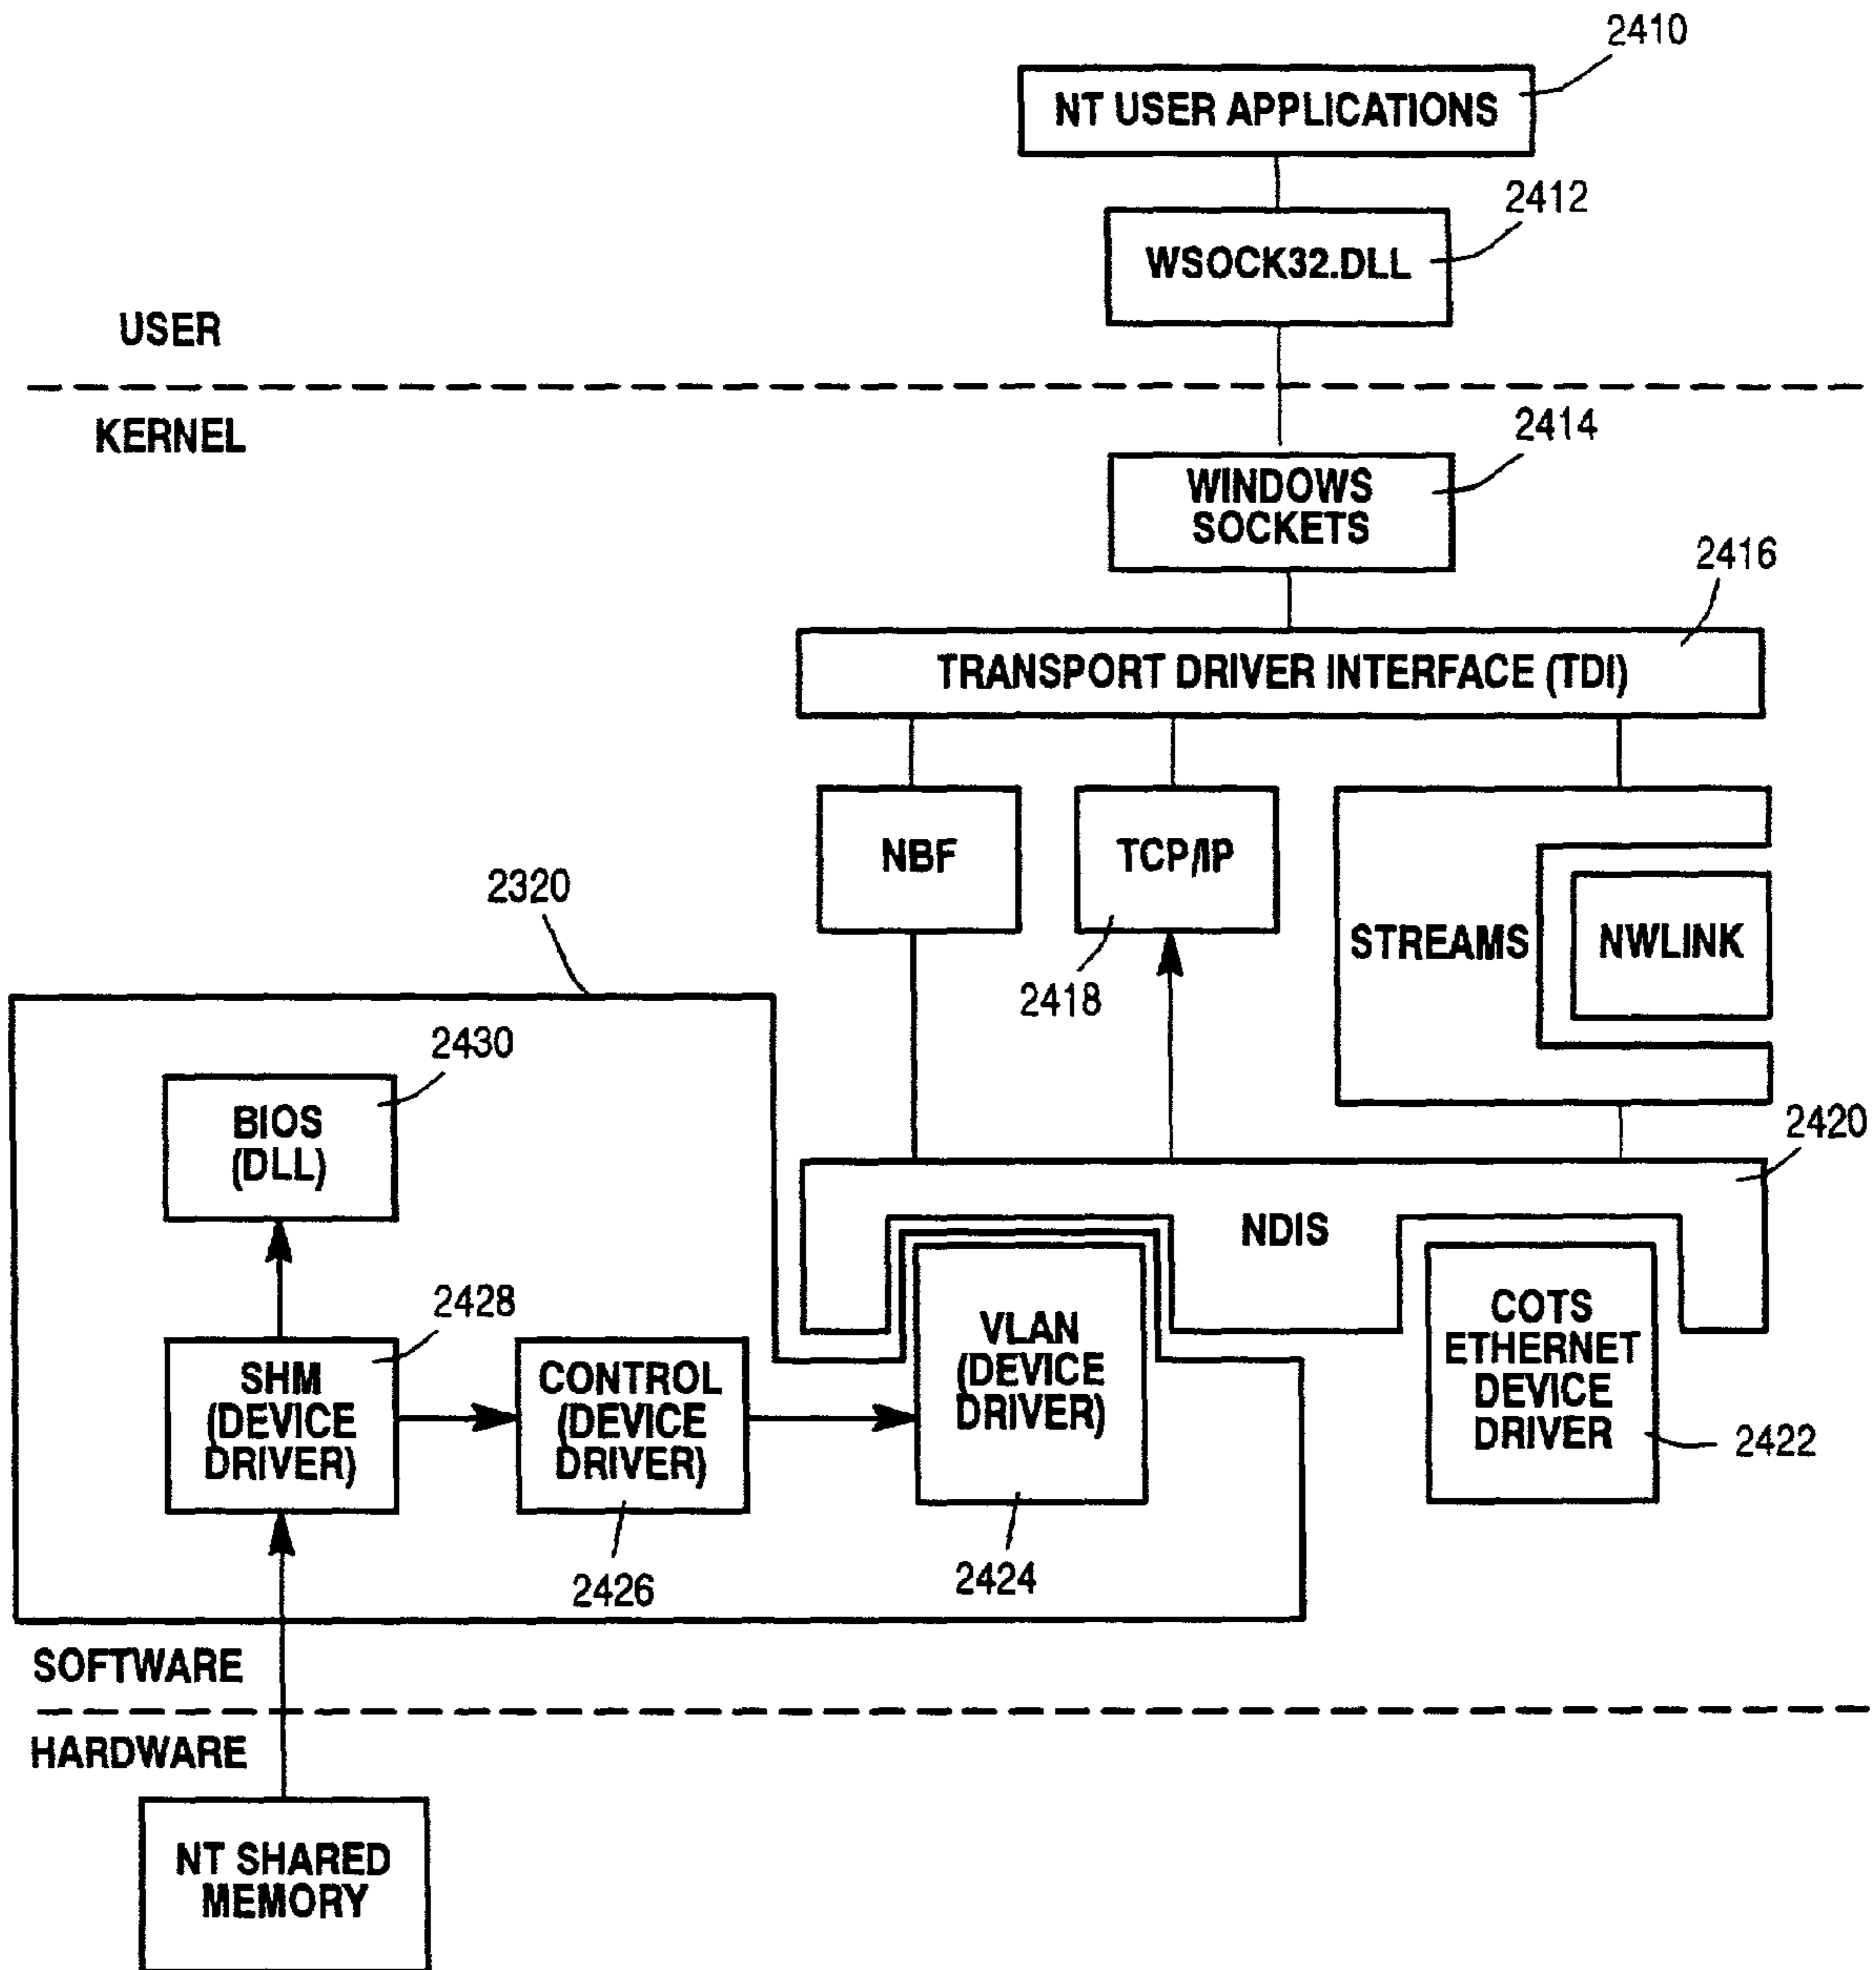 2410
NT USER APPLICATIONS
2412
WSOCK32.DLL
USER
KERNEL
2414
WINDOWS
SOCKETS
2416
TRANSPORT DRIVER INTERFACE (TDI)
NBF
TCP/IP
2418
STREAMS
NWLINK
2320
2430
BIOS
(DLL)
2420
NDIS
2428
SHM
(DEVICE
DRIVER)
CONTROL
(DEVICE
DRIVER)
2426
VLAN
(DEVICE
DRIVER)
2424
COTS
ETHERNET
DEVICE
DRIVER
2422
SOFTWARE
HARDWARE
NT SHARED
MEMORY